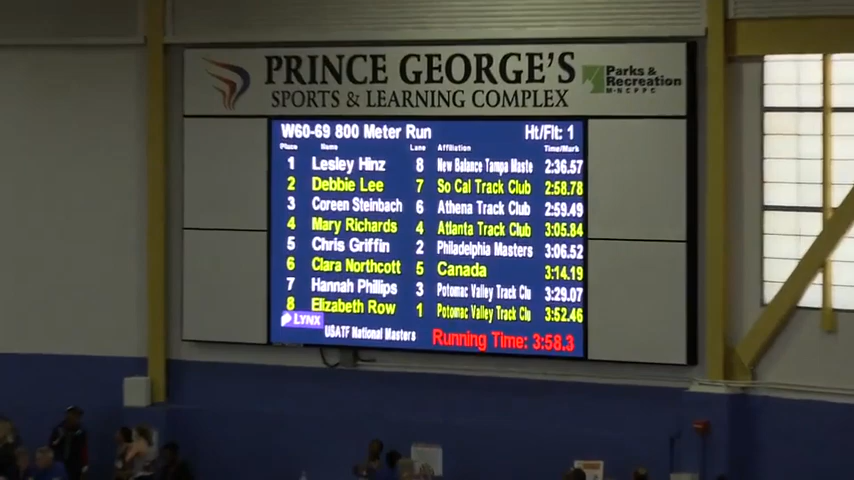 PRINCE GEORGE'S
SPORTS & LEARNING COMPLEX
Parks &
Recreation
M-NCPPC
W60-69 800 Meter Run Ht/Flt: 1
Place Name Lane Affiliation Time/Mark
1 Lesley Hinz 8 New Balance Tampa Maste 2:36.57
2 Debbie Lee 7 So Cal Track Club 2:58.78
3 Coreen Steinbach 6 Athena Track Club 2:59.49
4 Mary Richards 4 Atlanta Track Club 3:05.84
5 Chris Griffin 2 Philadelphia Masters 3:06.52
6 Clara Northcott 5 Canada 3:14.19
7 Hannah Phillips 3 Potomac Valley Track Clu 3:29.07
8 Elizabeth Row 1 Potomac Valley Track Clu 3:52.46
LYNX
USATF National Masters Running Time: 3:58.3